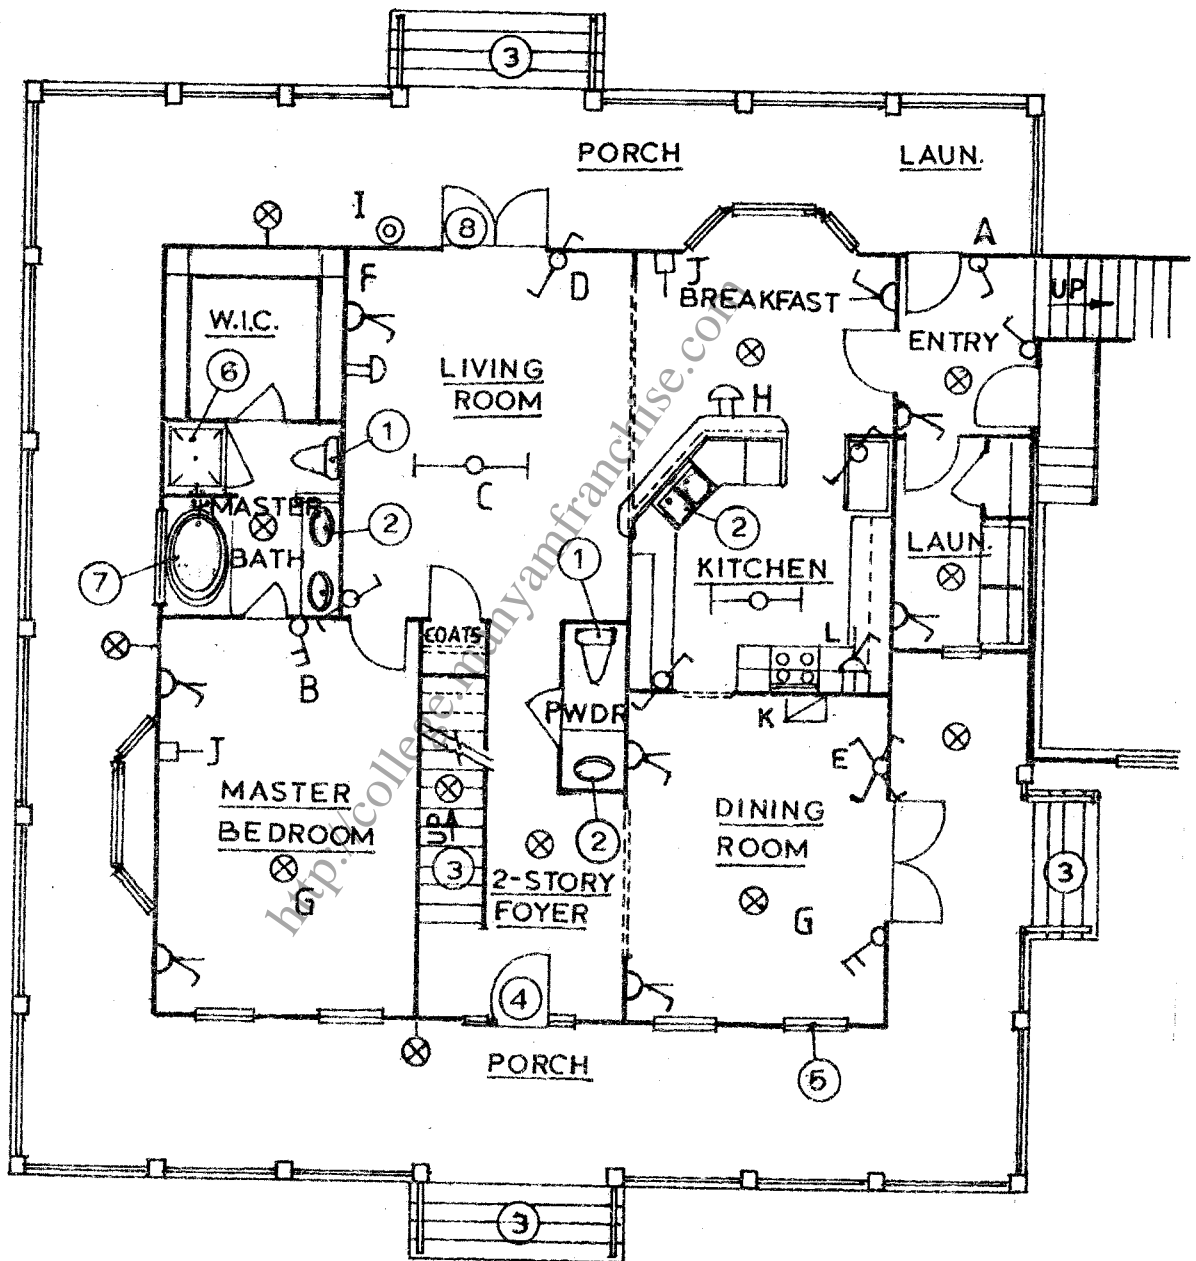 3
PORCH
LAUN.
I
8
A
D
J
F
UP
BREAKFAST
W.I.C.
ENTRY
6
LIVING
ROOM
H
1
C
MASTER
BATH
2
2
LAUN.
7
1
KITCHEN
COATS
L
B
PWDR
K
J
E
MASTER
BEDROOM
UP
3
2
DINING
ROOM
3
G
2-STORY
FOYER
G
4
PORCH
5
3
http://college.manyamfranchise.com